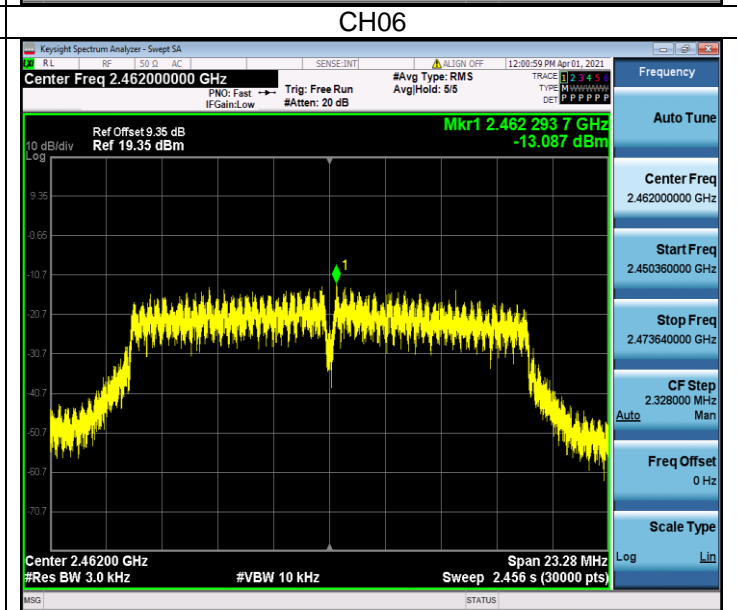 CH06
Keysight Spectrum Analyzer - Swept SA
RL RF 50 Ω AC SENSE:INT ALIGN OFF 12:00:59 PM Apr 01, 2021
Center Freq 2.462000000 GHz
PNO: Fast
IFGain:Low
Trig: Free Run
#Atten: 20 dB
#Avg Type: RMS
Avg|Hold: 5/5
TRACE 1 2 3 4 5 6
TYPE M WWWWW
DET P P P P P P
Frequency
Auto Tune
Center Freq
2.462000000 GHz
Start Freq
2.450360000 GHz
Stop Freq
2.473640000 GHz
CF Step
2.328000 MHz
Auto Man
Freq Offset
0 Hz
Scale Type
Log Lin
Ref Offset 9.35 dB
10 dB/div Ref 19.35 dBm
Log
Mkr1 2.462 293 7 GHz
-13.087 dBm
9.35
-0.65
-10.7
-20.7
-30.7
-40.7
-50.7
-60.7
-70.7
1
Center 2.46200 GHz Span 23.28 MHz
#Res BW 3.0 kHz #VBW 10 kHz Sweep 2.456 s (30000 pts)
MSG STATUS